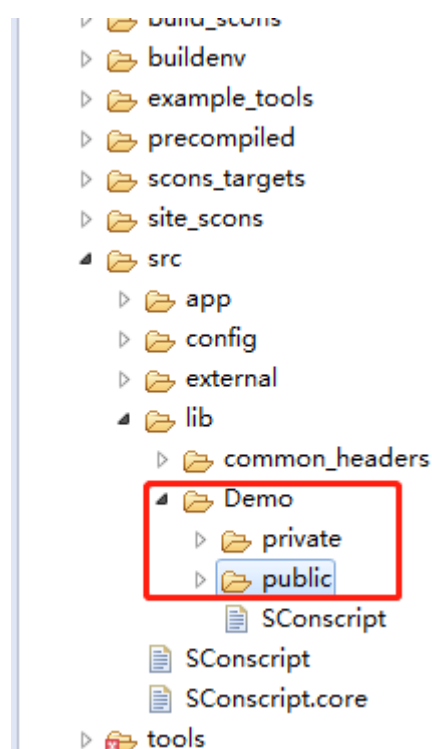 build_scons
buildenv
example_tools
precompiled
scons_targets
site_scons
src
app
config
external
lib
common_headers
Demo
private
public
SConscript
SConscript
SConscript.core
tools